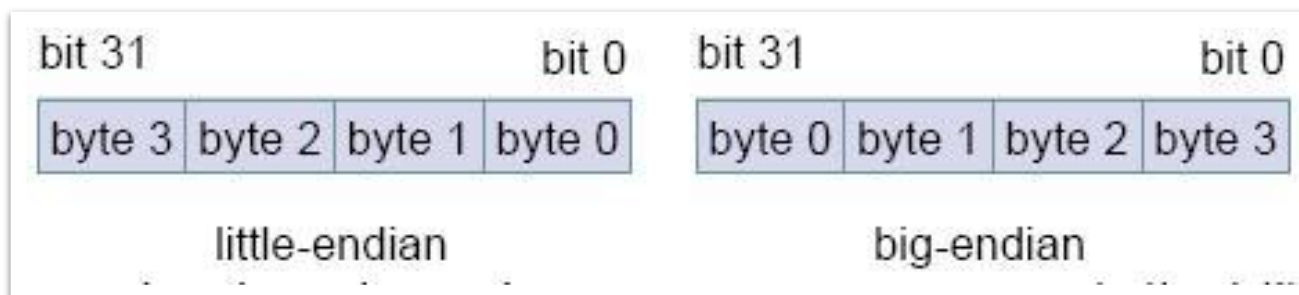 bit 31 bit 0 bit 31 bit 0
byte 3 byte 2 byte 1 byte 0 byte 0 byte 1 byte 2 byte 3
little-endian big-endian